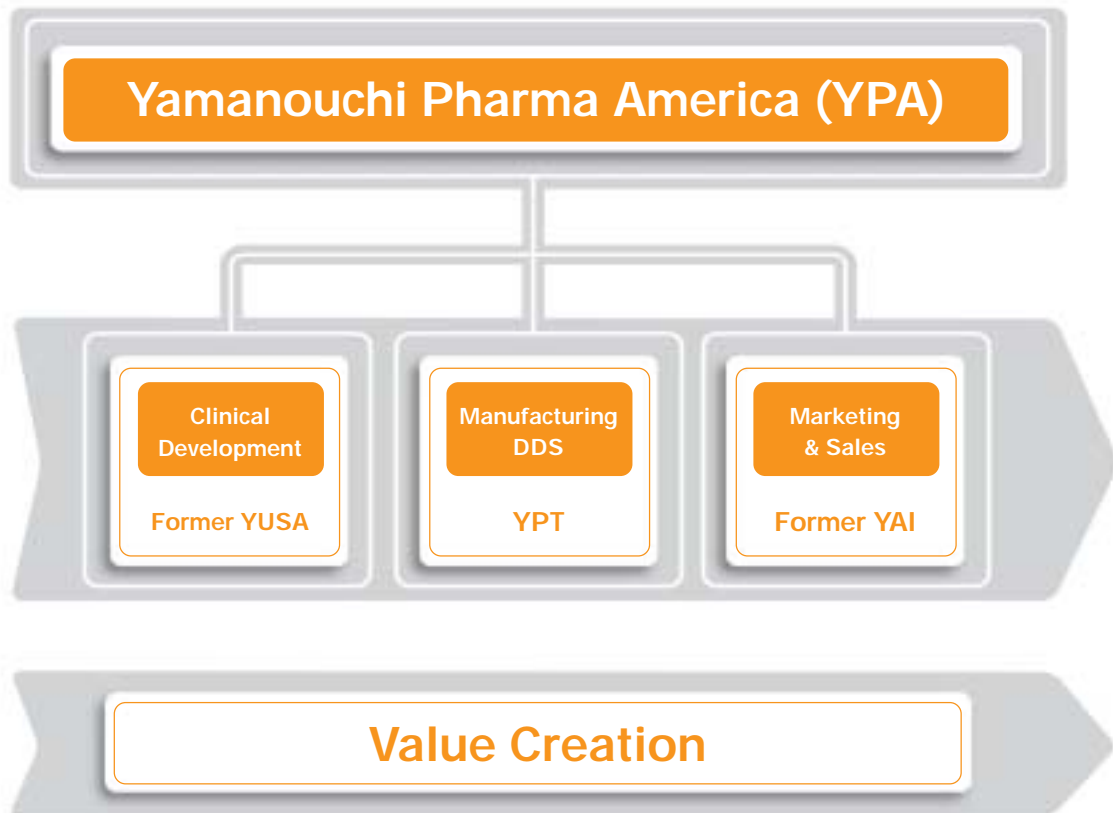 Yamanouchi Pharma America (YPA)
Clinical
Development
Former YUSA
Manufacturing
DDS
YPT
Marketing
& Sales
Former YAI
Value Creation